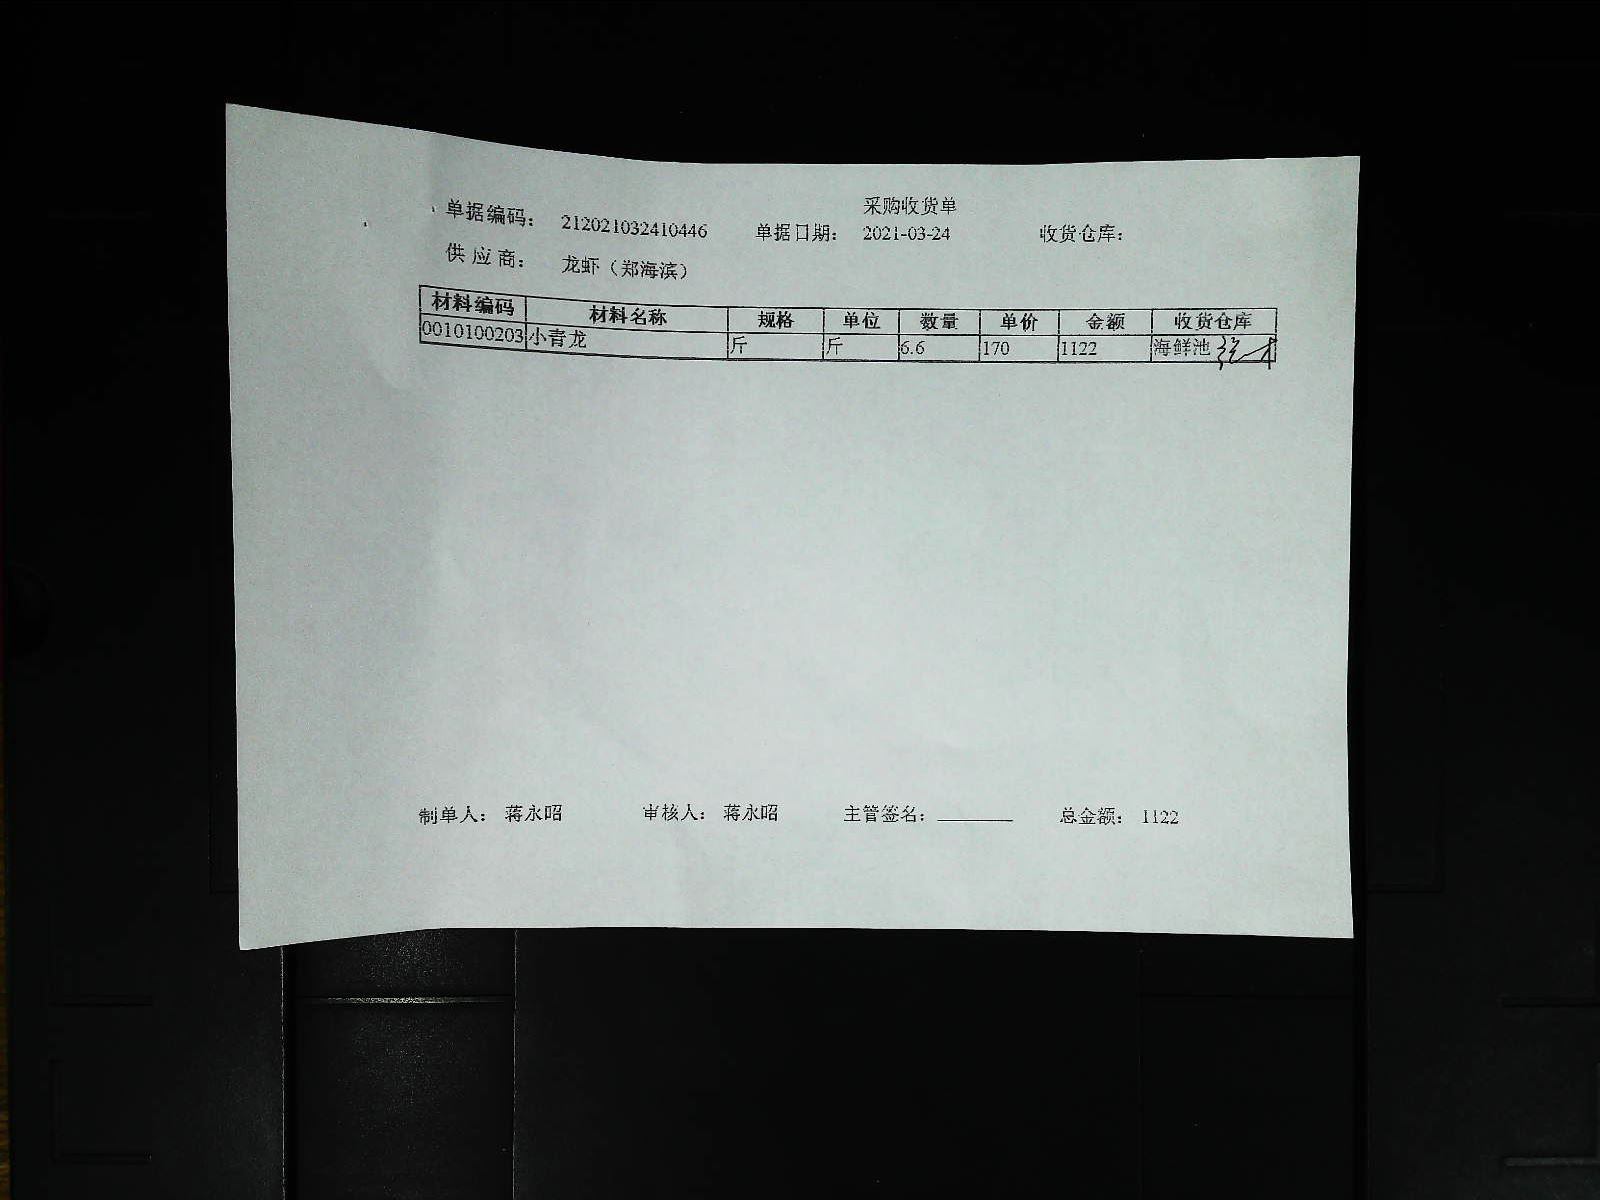 采购收货单
单据编码： 212021032410446 单据日期： 2021-03-24 收货仓库：
供应商： 龙虾（郑海滨）
材料编码 材料名称 规格 单位 数量 单价 金额 收货仓库
0010100203 小青龙 斤 斤 6.6 170 1122 海鲜池
制单人： 蒋永昭 审核人： 蒋永昭 主管签名： 总金额： 1122